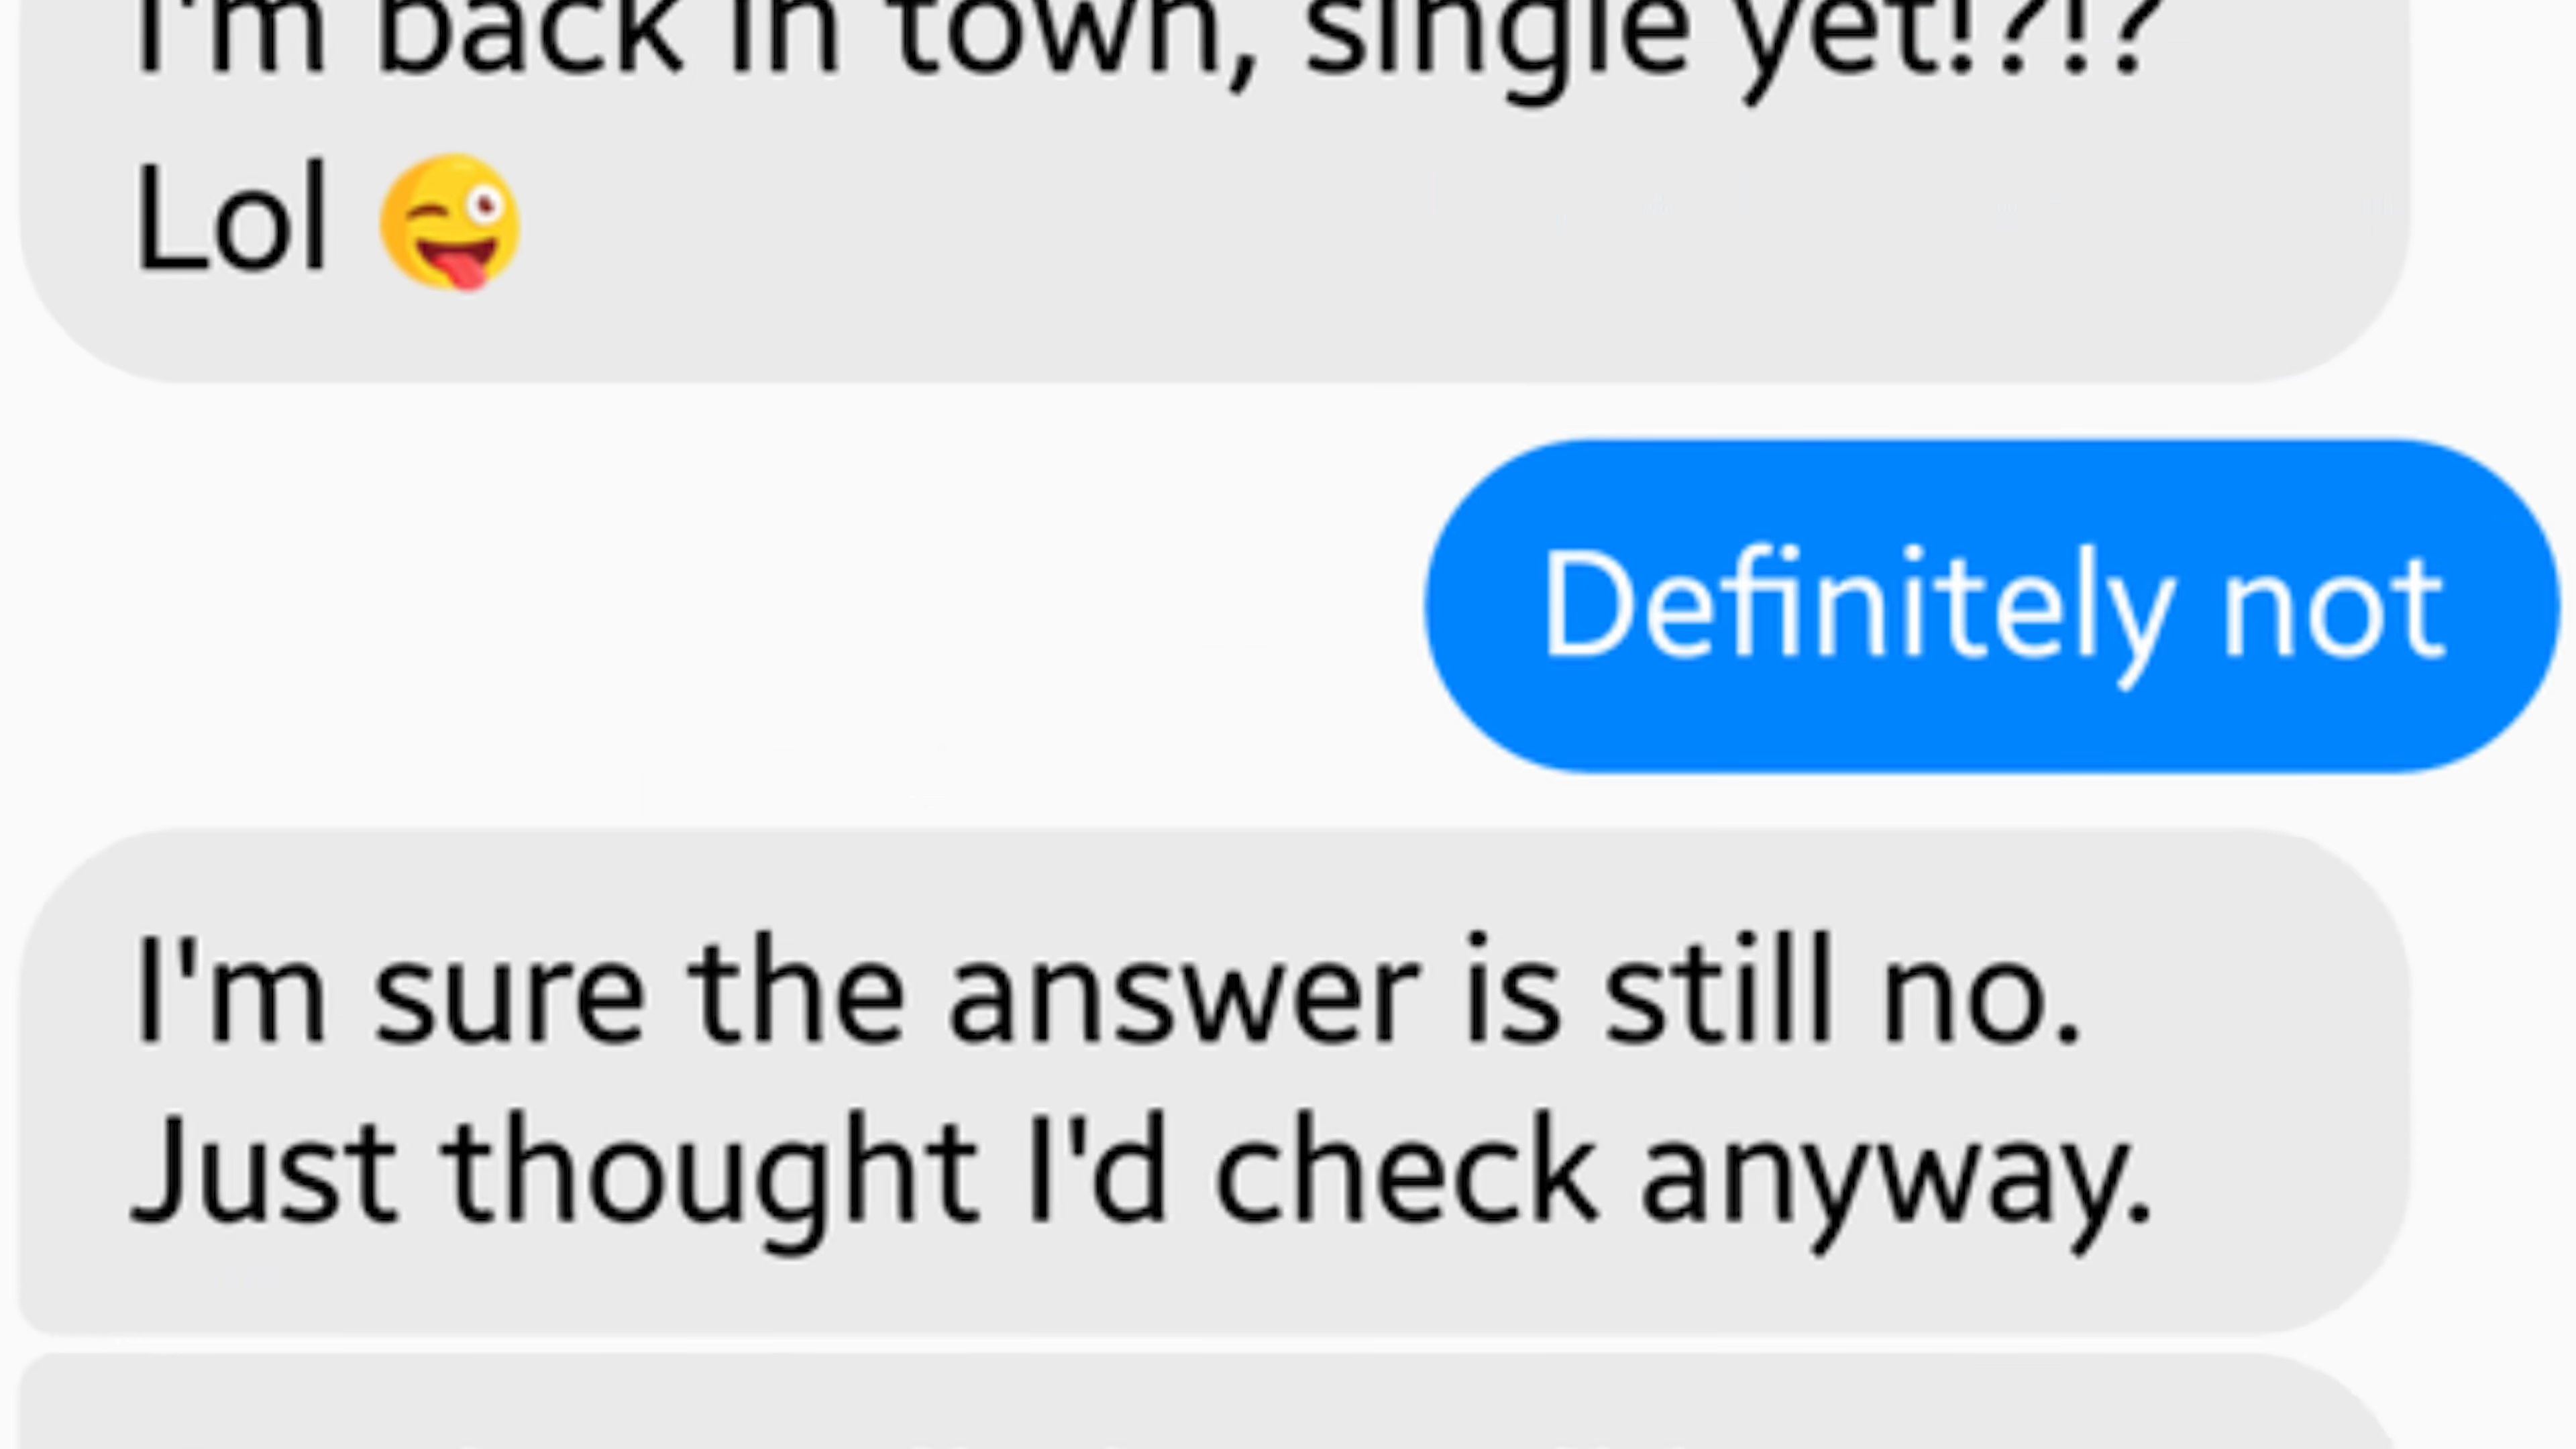 I'm back in town, single yet!?!?
Lol 😜
Definitely not
I'm sure the answer is still no.
Just thought I'd check anyway.